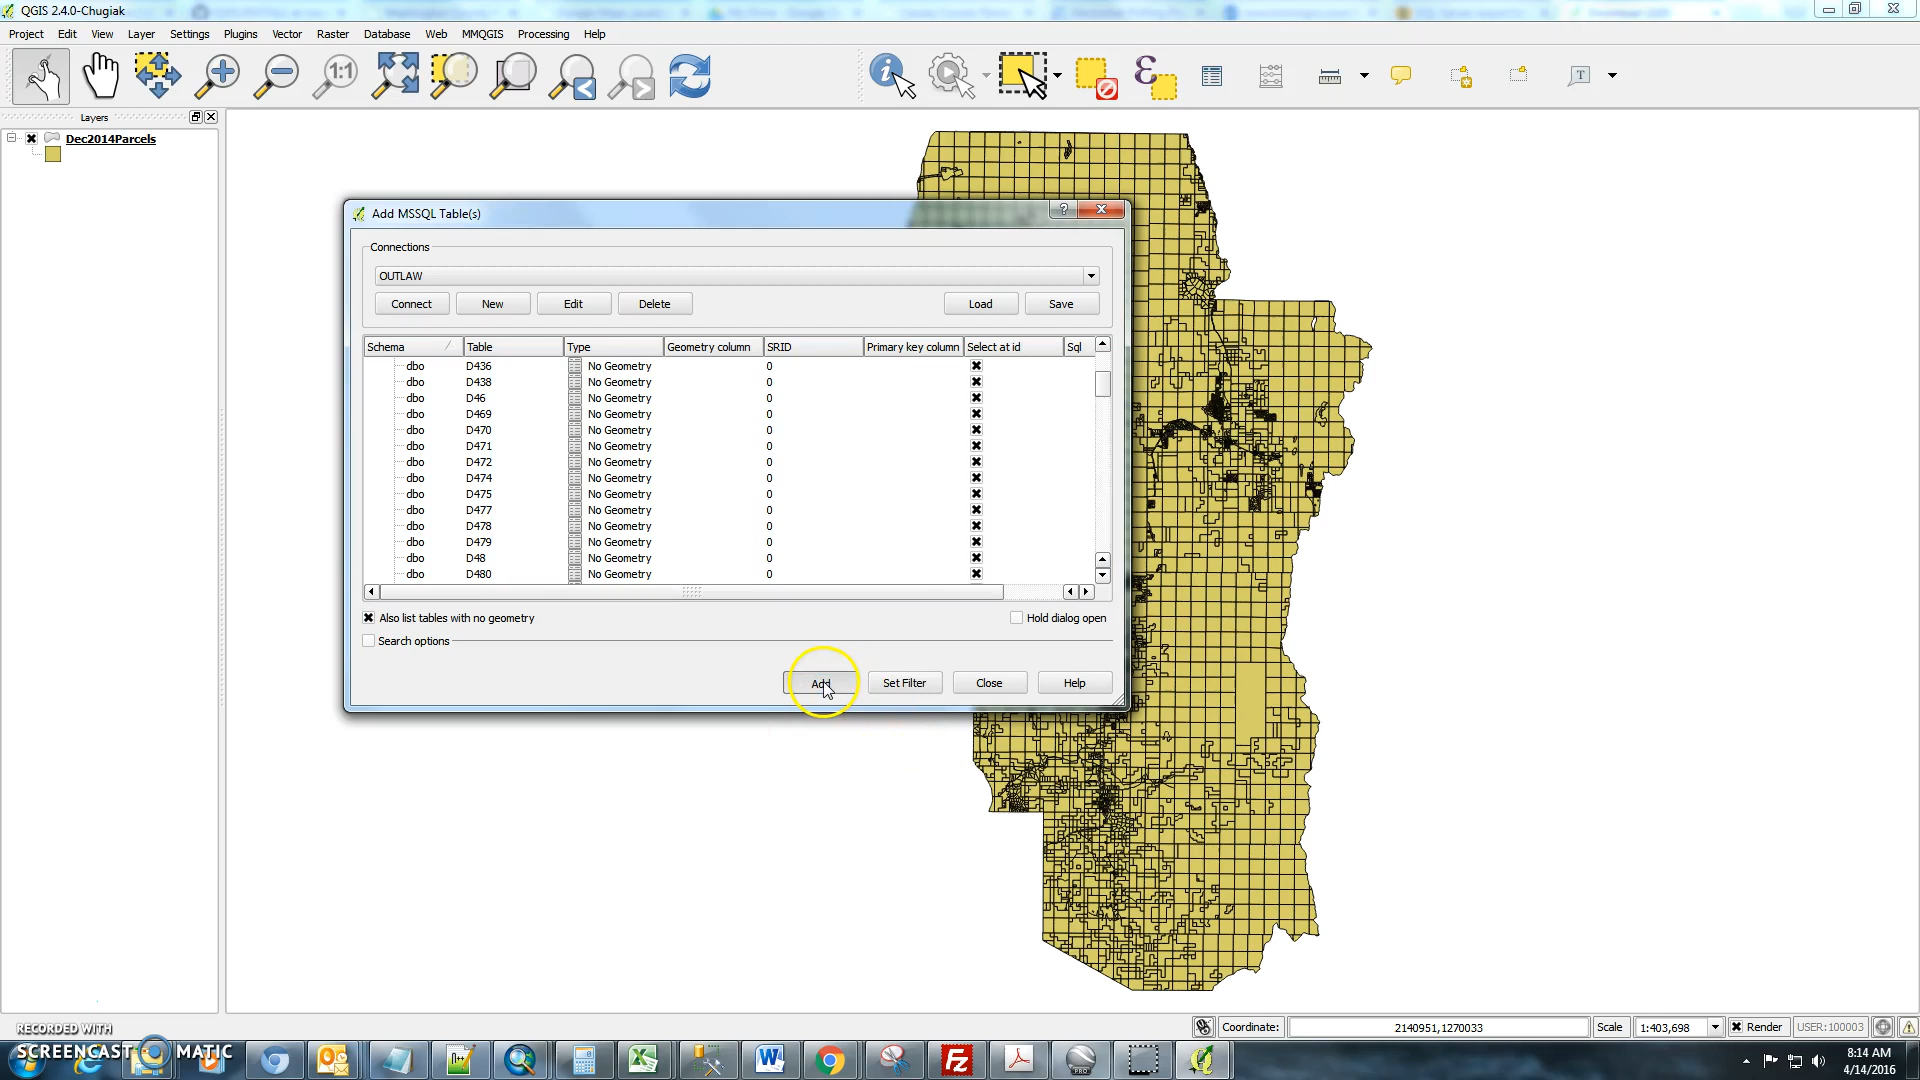 QGIS 2.4.0-Chugiak
Project Edit View Layer Settings Plugins Vector Raster Database Web MMQGIS Processing Help
1:1
ε
T
Layers
Dec2014Parcels
Add MSSQL Table(s)
?
Connections
OUTLAW
Connect New Edit Delete Load Save
Schema Table Type Geometry column SRID Primary key column Select at id Sql
dbo D436 No Geometry 0
dbo D438 No Geometry 0
dbo D46 No Geometry 0
dbo D469 No Geometry 0
dbo D470 No Geometry 0
dbo D471 No Geometry 0
dbo D472 No Geometry 0
dbo D474 No Geometry 0
dbo D475 No Geometry 0
dbo D477 No Geometry 0
dbo D478 No Geometry 0
dbo D479 No Geometry 0
dbo D48 No Geometry 0
dbo D480 No Geometry 0
Also list tables with no geometry Hold dialog open
Search options
Add Set Filter Close Help
Coordinate: 2140951,1270033 Scale 1:403,698 Render USER:100003
RECORDED WITH
SCREENCAST MATIC
W
Fz
PRO
8:14 AM
4/14/2016